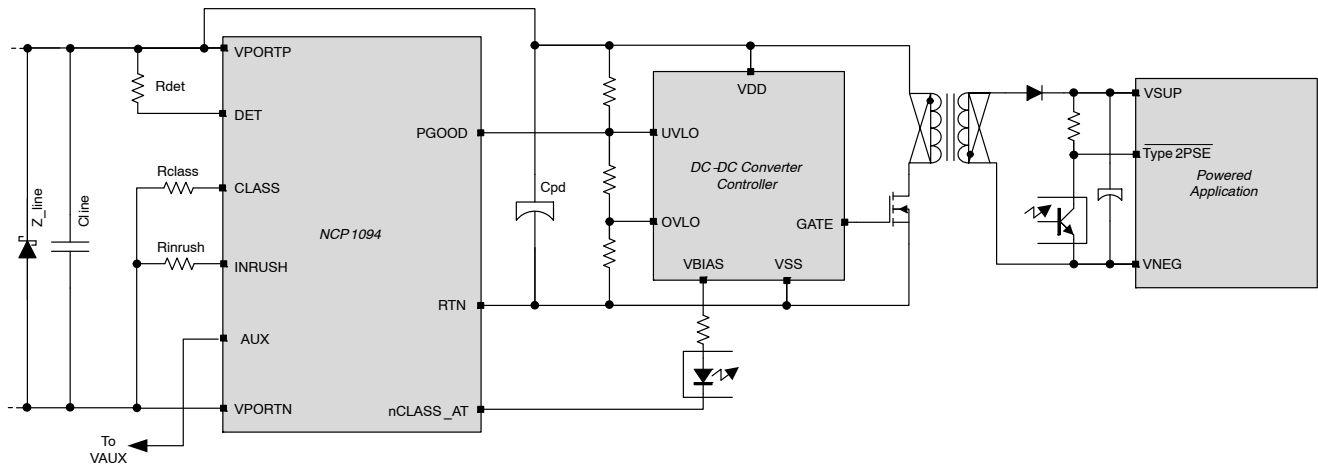 VPORTP
Rdet
DET
Rclass
CLASS
Z_line
Cline
Rinrush
INRUSH
AUX
VPORTN
To
VAUX
NCP1094
PGOOD
RTN
nCLASS_AT
Cpd
VDD
UVLO
DC-DC Converter
Controller
OVLO
GATE
VBIAS
VSS
VSUP
Type 2PSE
Powered
Application
VNEG